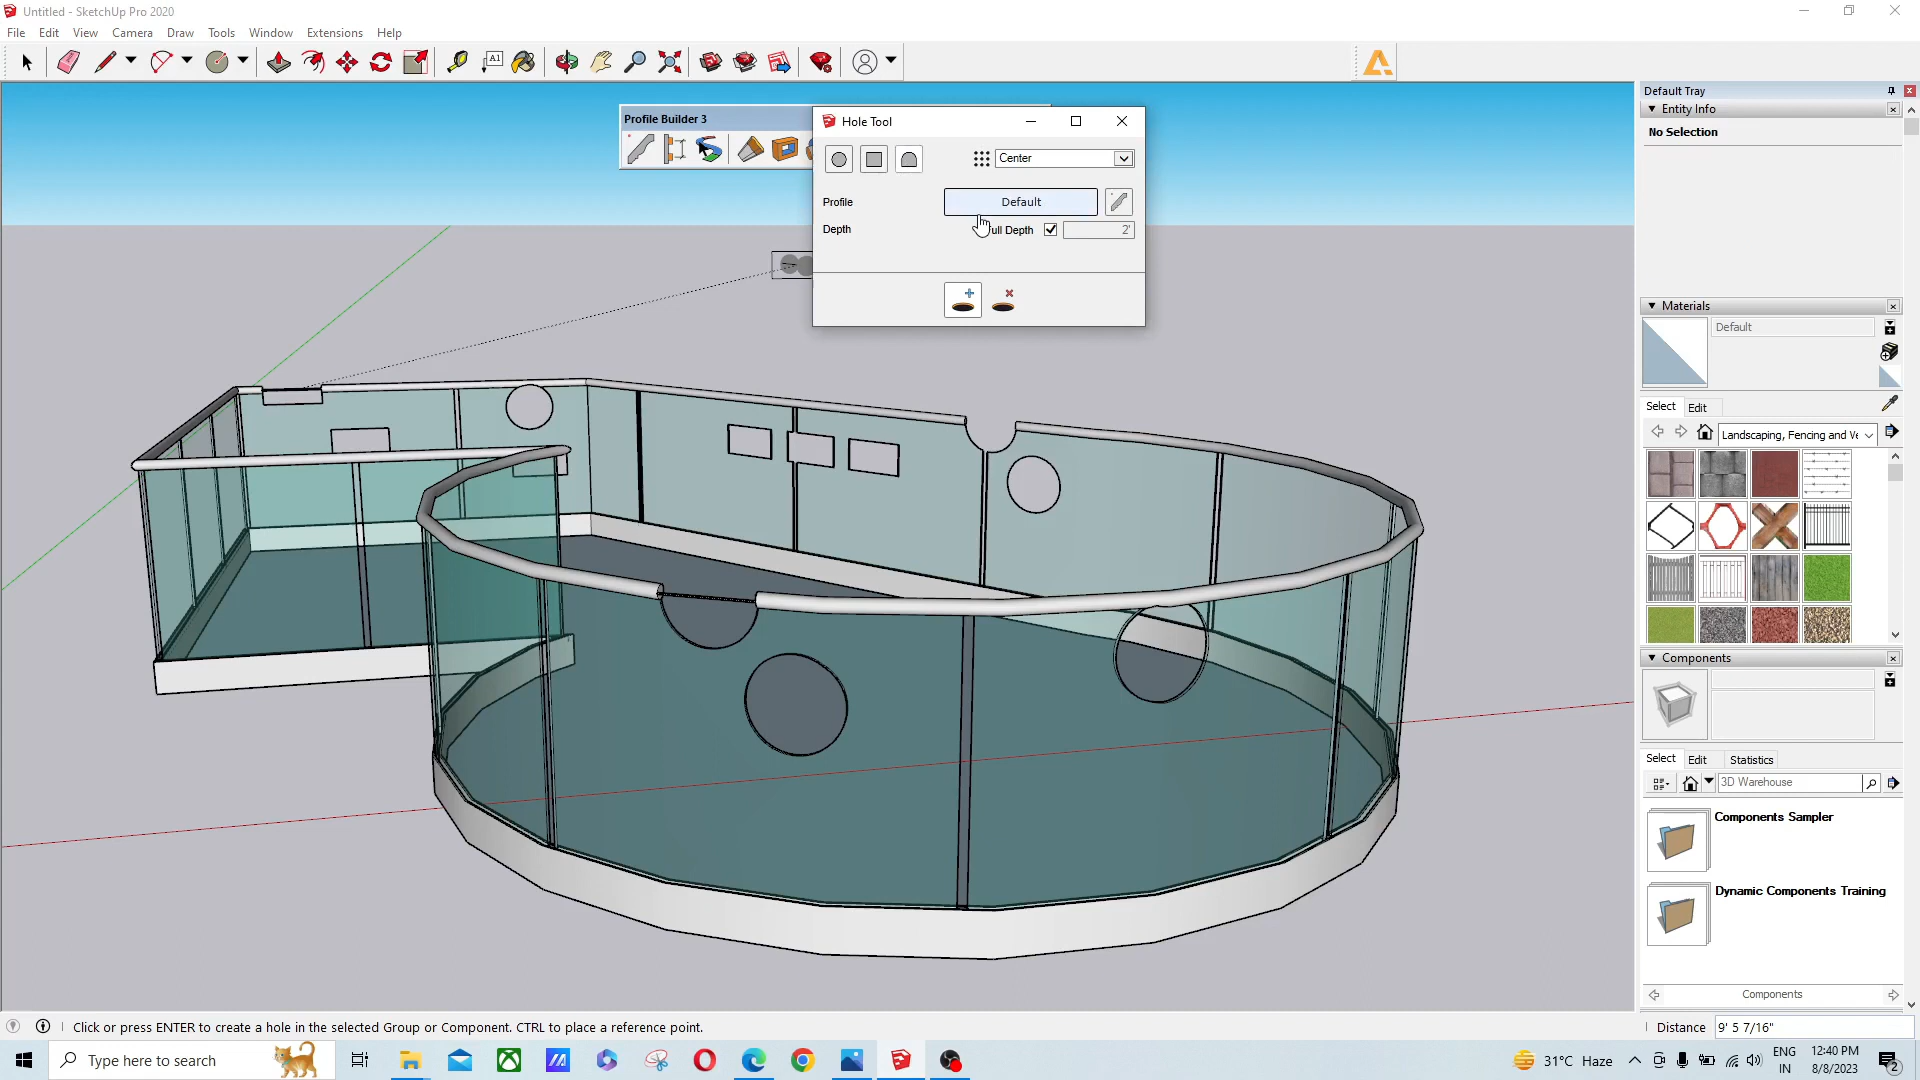 Untitled - SketchUp Pro 2020
File Edit View Camera Draw Tools Window Extensions Help
A1
Default Tray
Entity Info
No Selection
Profile Builder 3
Hole Tool
Center
Profile
Default
Depth
ull Depth
2'
Materials
Default
Select Edit
Landscaping, Fencing and Ve
Components
Select Edit Statistics
3D Warehouse
Components Sampler
Dynamic Components Training
Components
Click or press ENTER to create a hole in the selected Group or Component. CTRL to place a reference point.
Distance 9' 5 7/16"
Type here to search
31°C Haze
ENG
IN
12:40 PM
8/8/2023
2